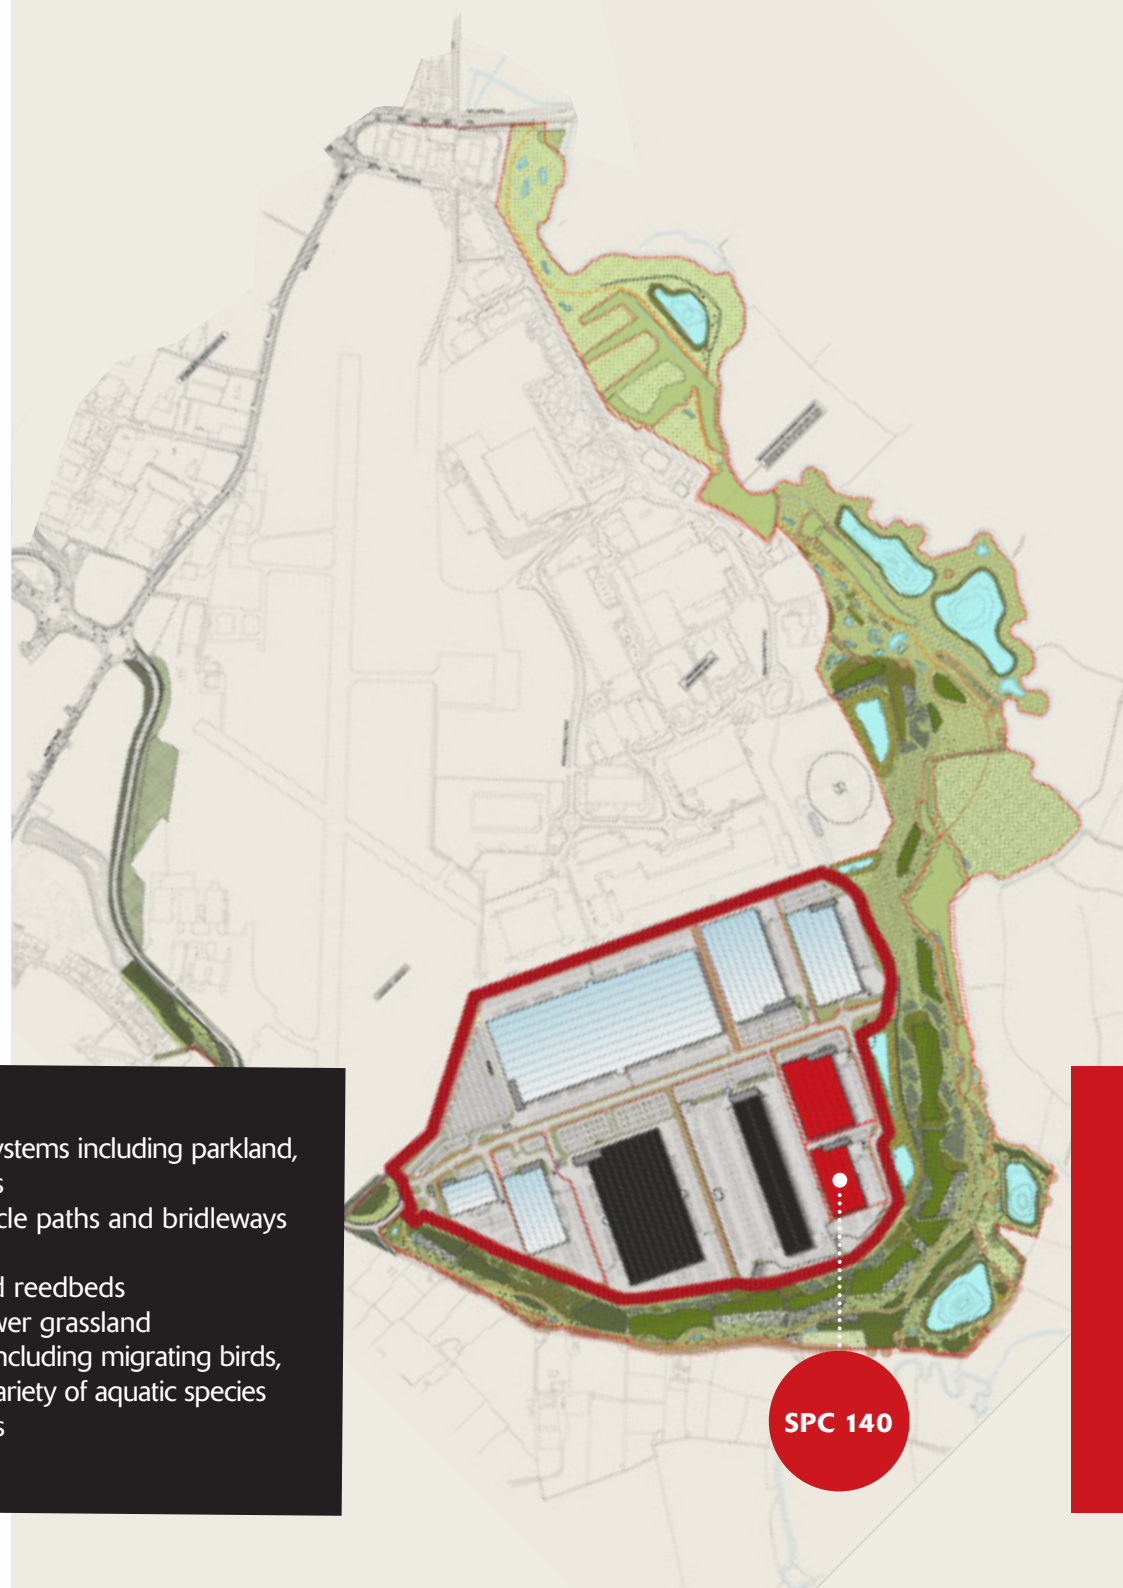 ystems including parkland,
s
cle paths and bridleways
d reedbeds
wer grassland
ncluding migrating birds,
ariety of aquatic species
s
SPC 140